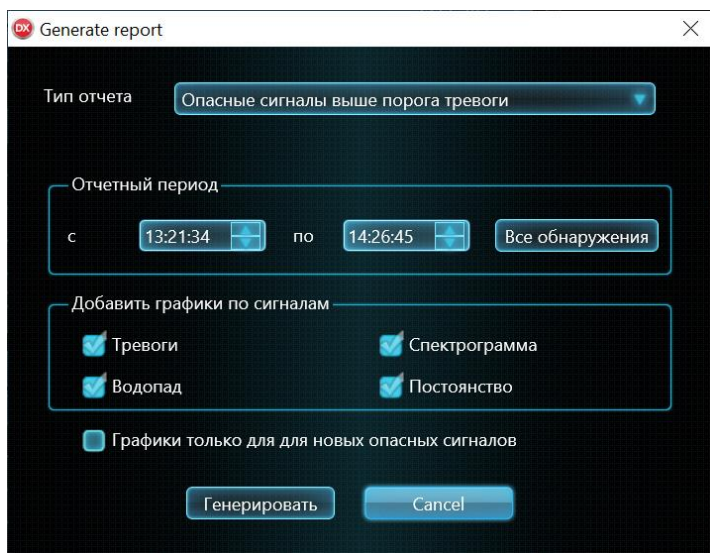 DX Generate report
Тип отчета Опасные сигналы выше порога тревоги
Отчетный период
с 13:21:34 по 14:26:45 Все обнаружения
Добавить графики по сигналам
Тревоги Спектрограмма
Водопад Постоянство
Графики только для для новых опасных сигналов
Генерировать Cancel